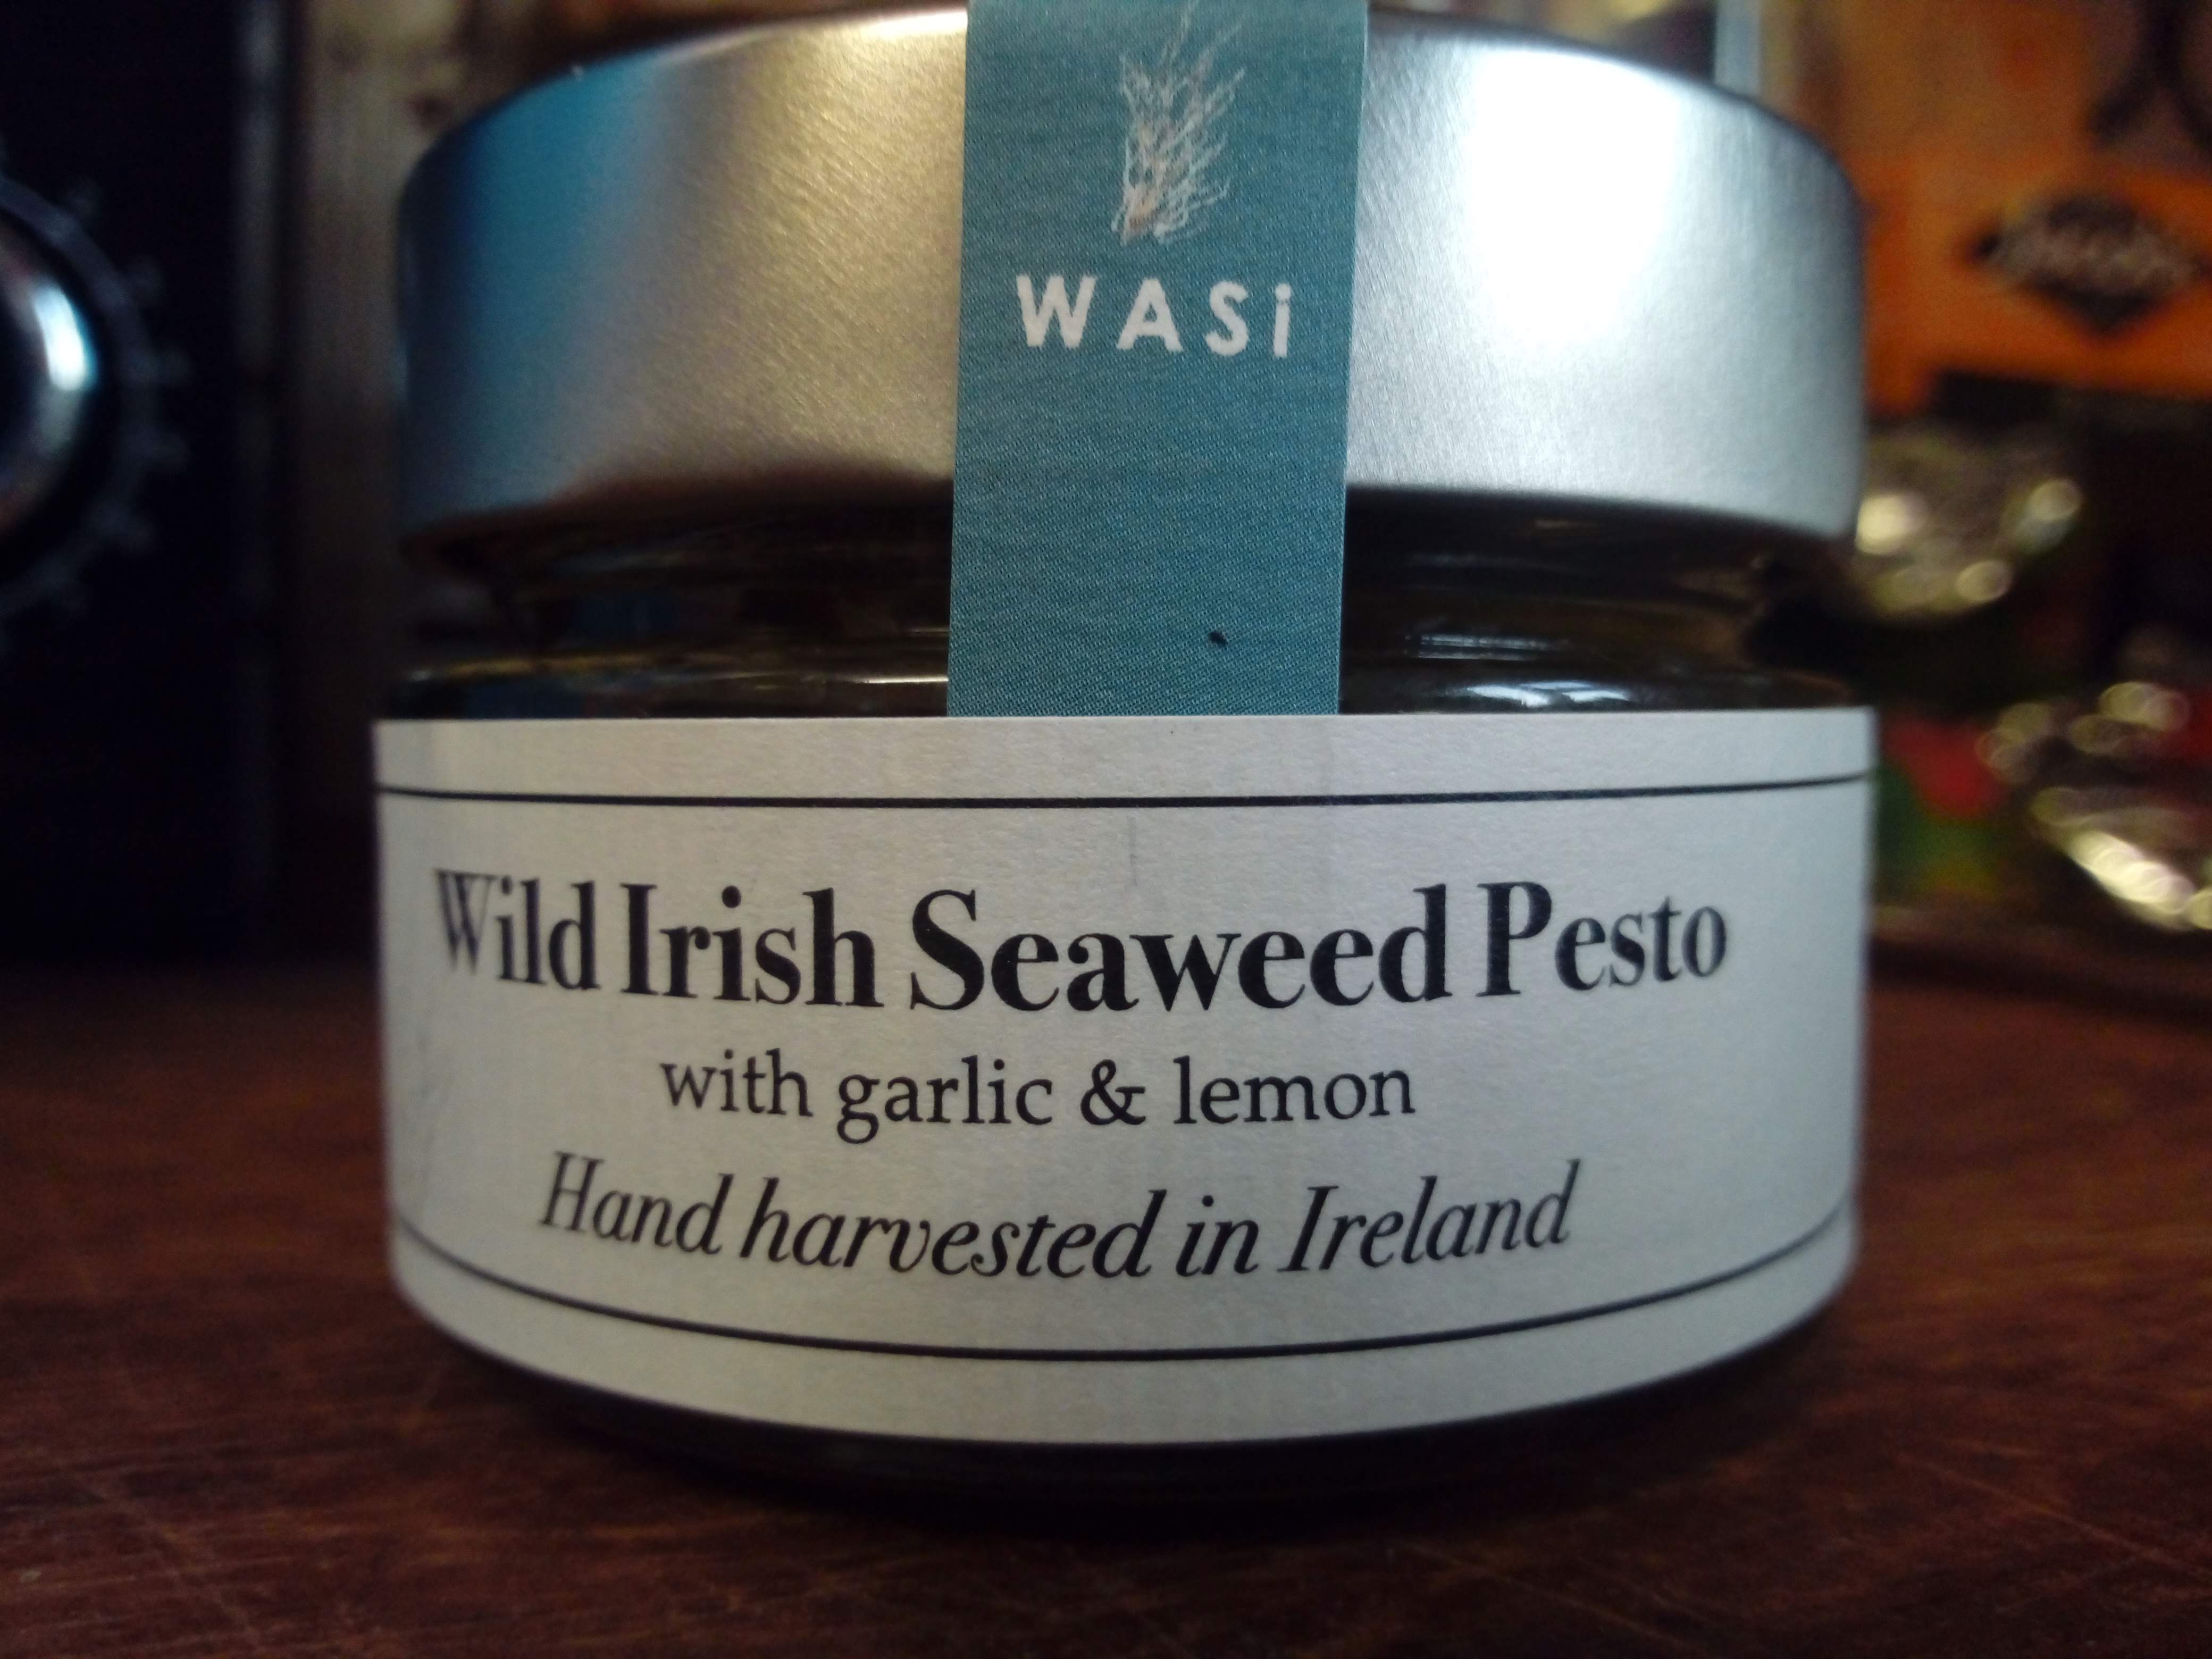 WASi
Wild Irish Seaweed Pesto
with garlic & lemon
Hand harvested in Ireland